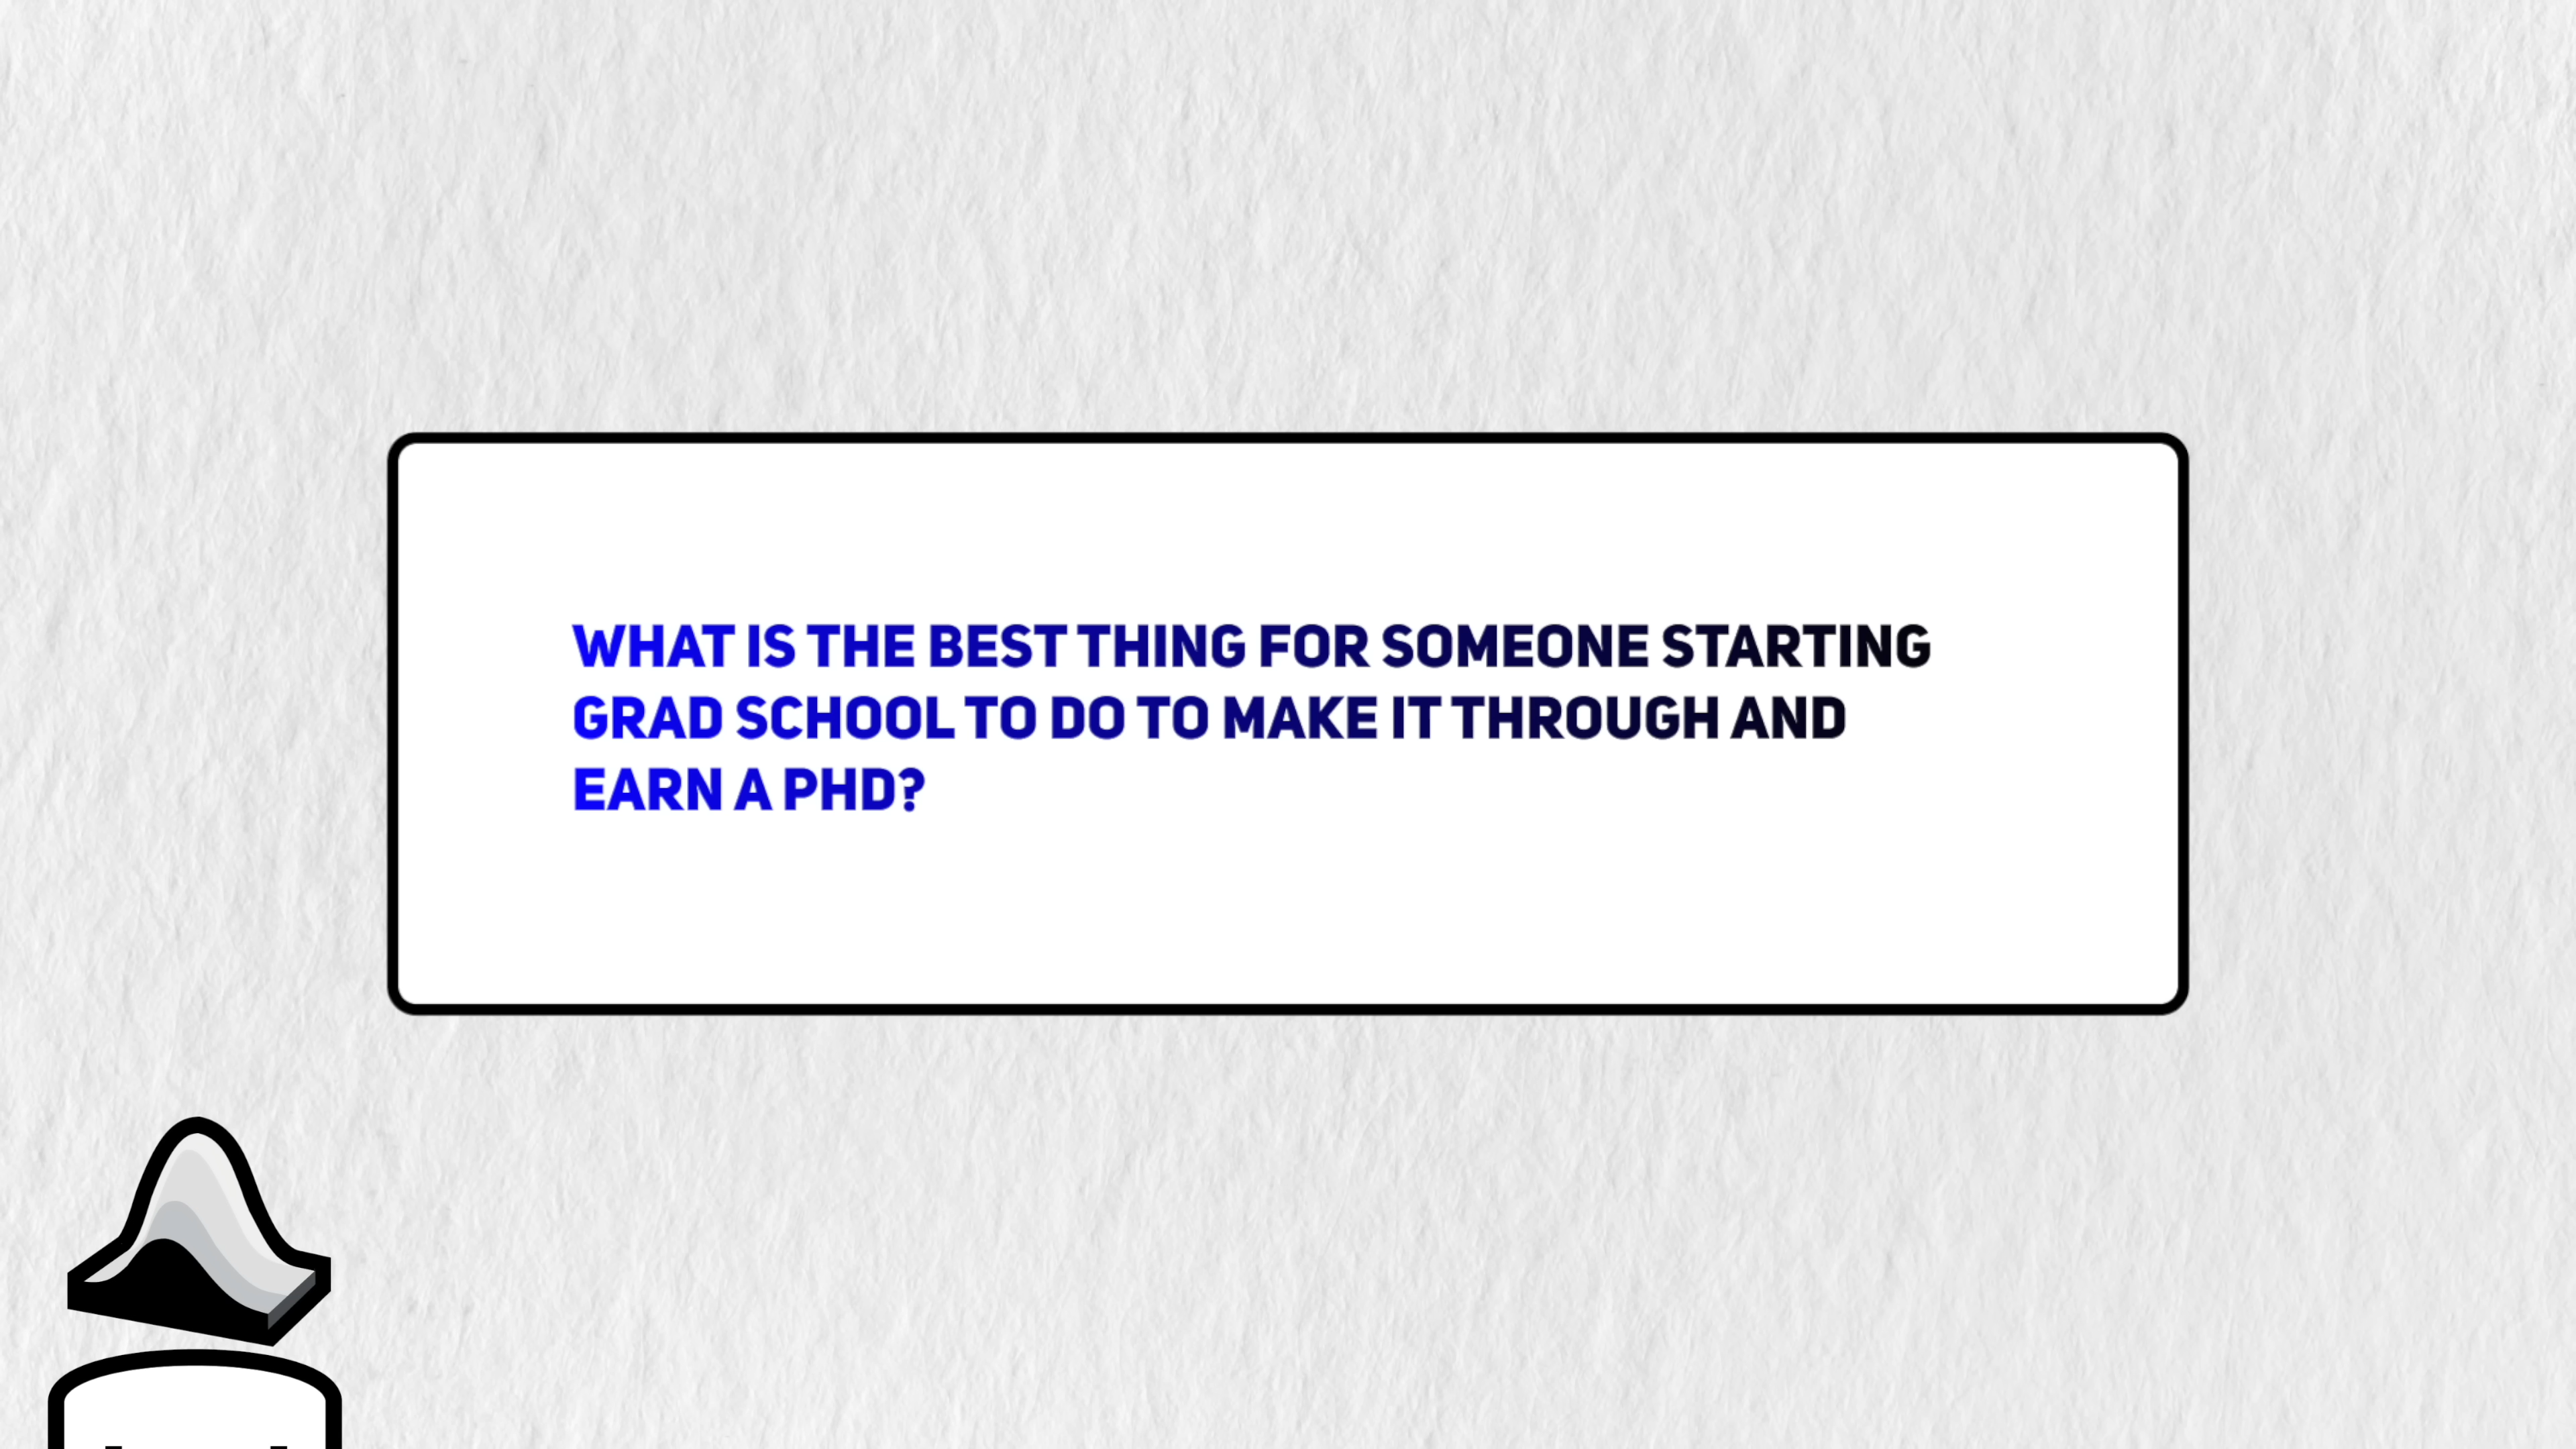 WHAT IS THE BEST THING FOR SOMEONE STARTING
GRAD SCHOOL TO DO TO MAKE IT THROUGH AND
EARN A PHD?